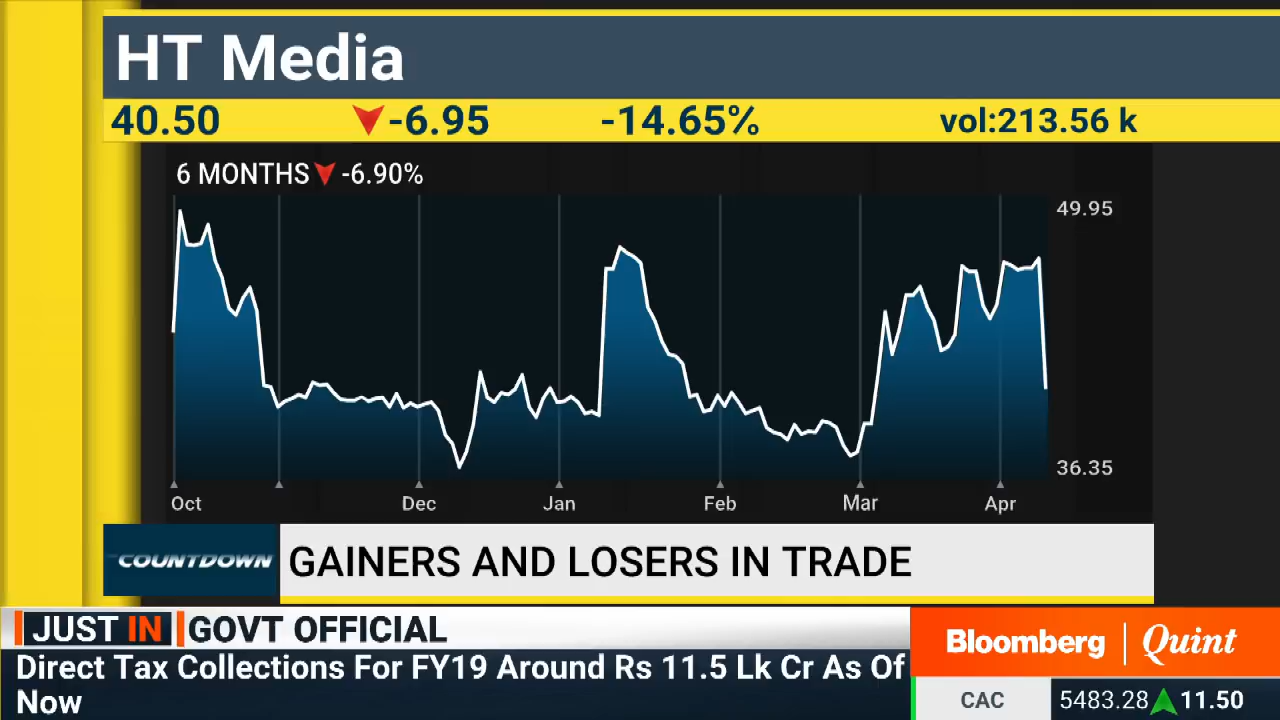 HT Media
40.50 -6.95 -14.65% vol:213.56 k
6 MONTHS -6.90%
49.95
36.35
Oct Dec Jan Feb Mar Apr
COUNTDOWN GAINERS AND LOSERS IN TRADE
JUST IN GOVT OFFICIAL
Direct Tax Collections For FY19 Around Rs 11.5 Lk Cr As Of
Now
Bloomberg | Quint
CAC 5483.28 11.50